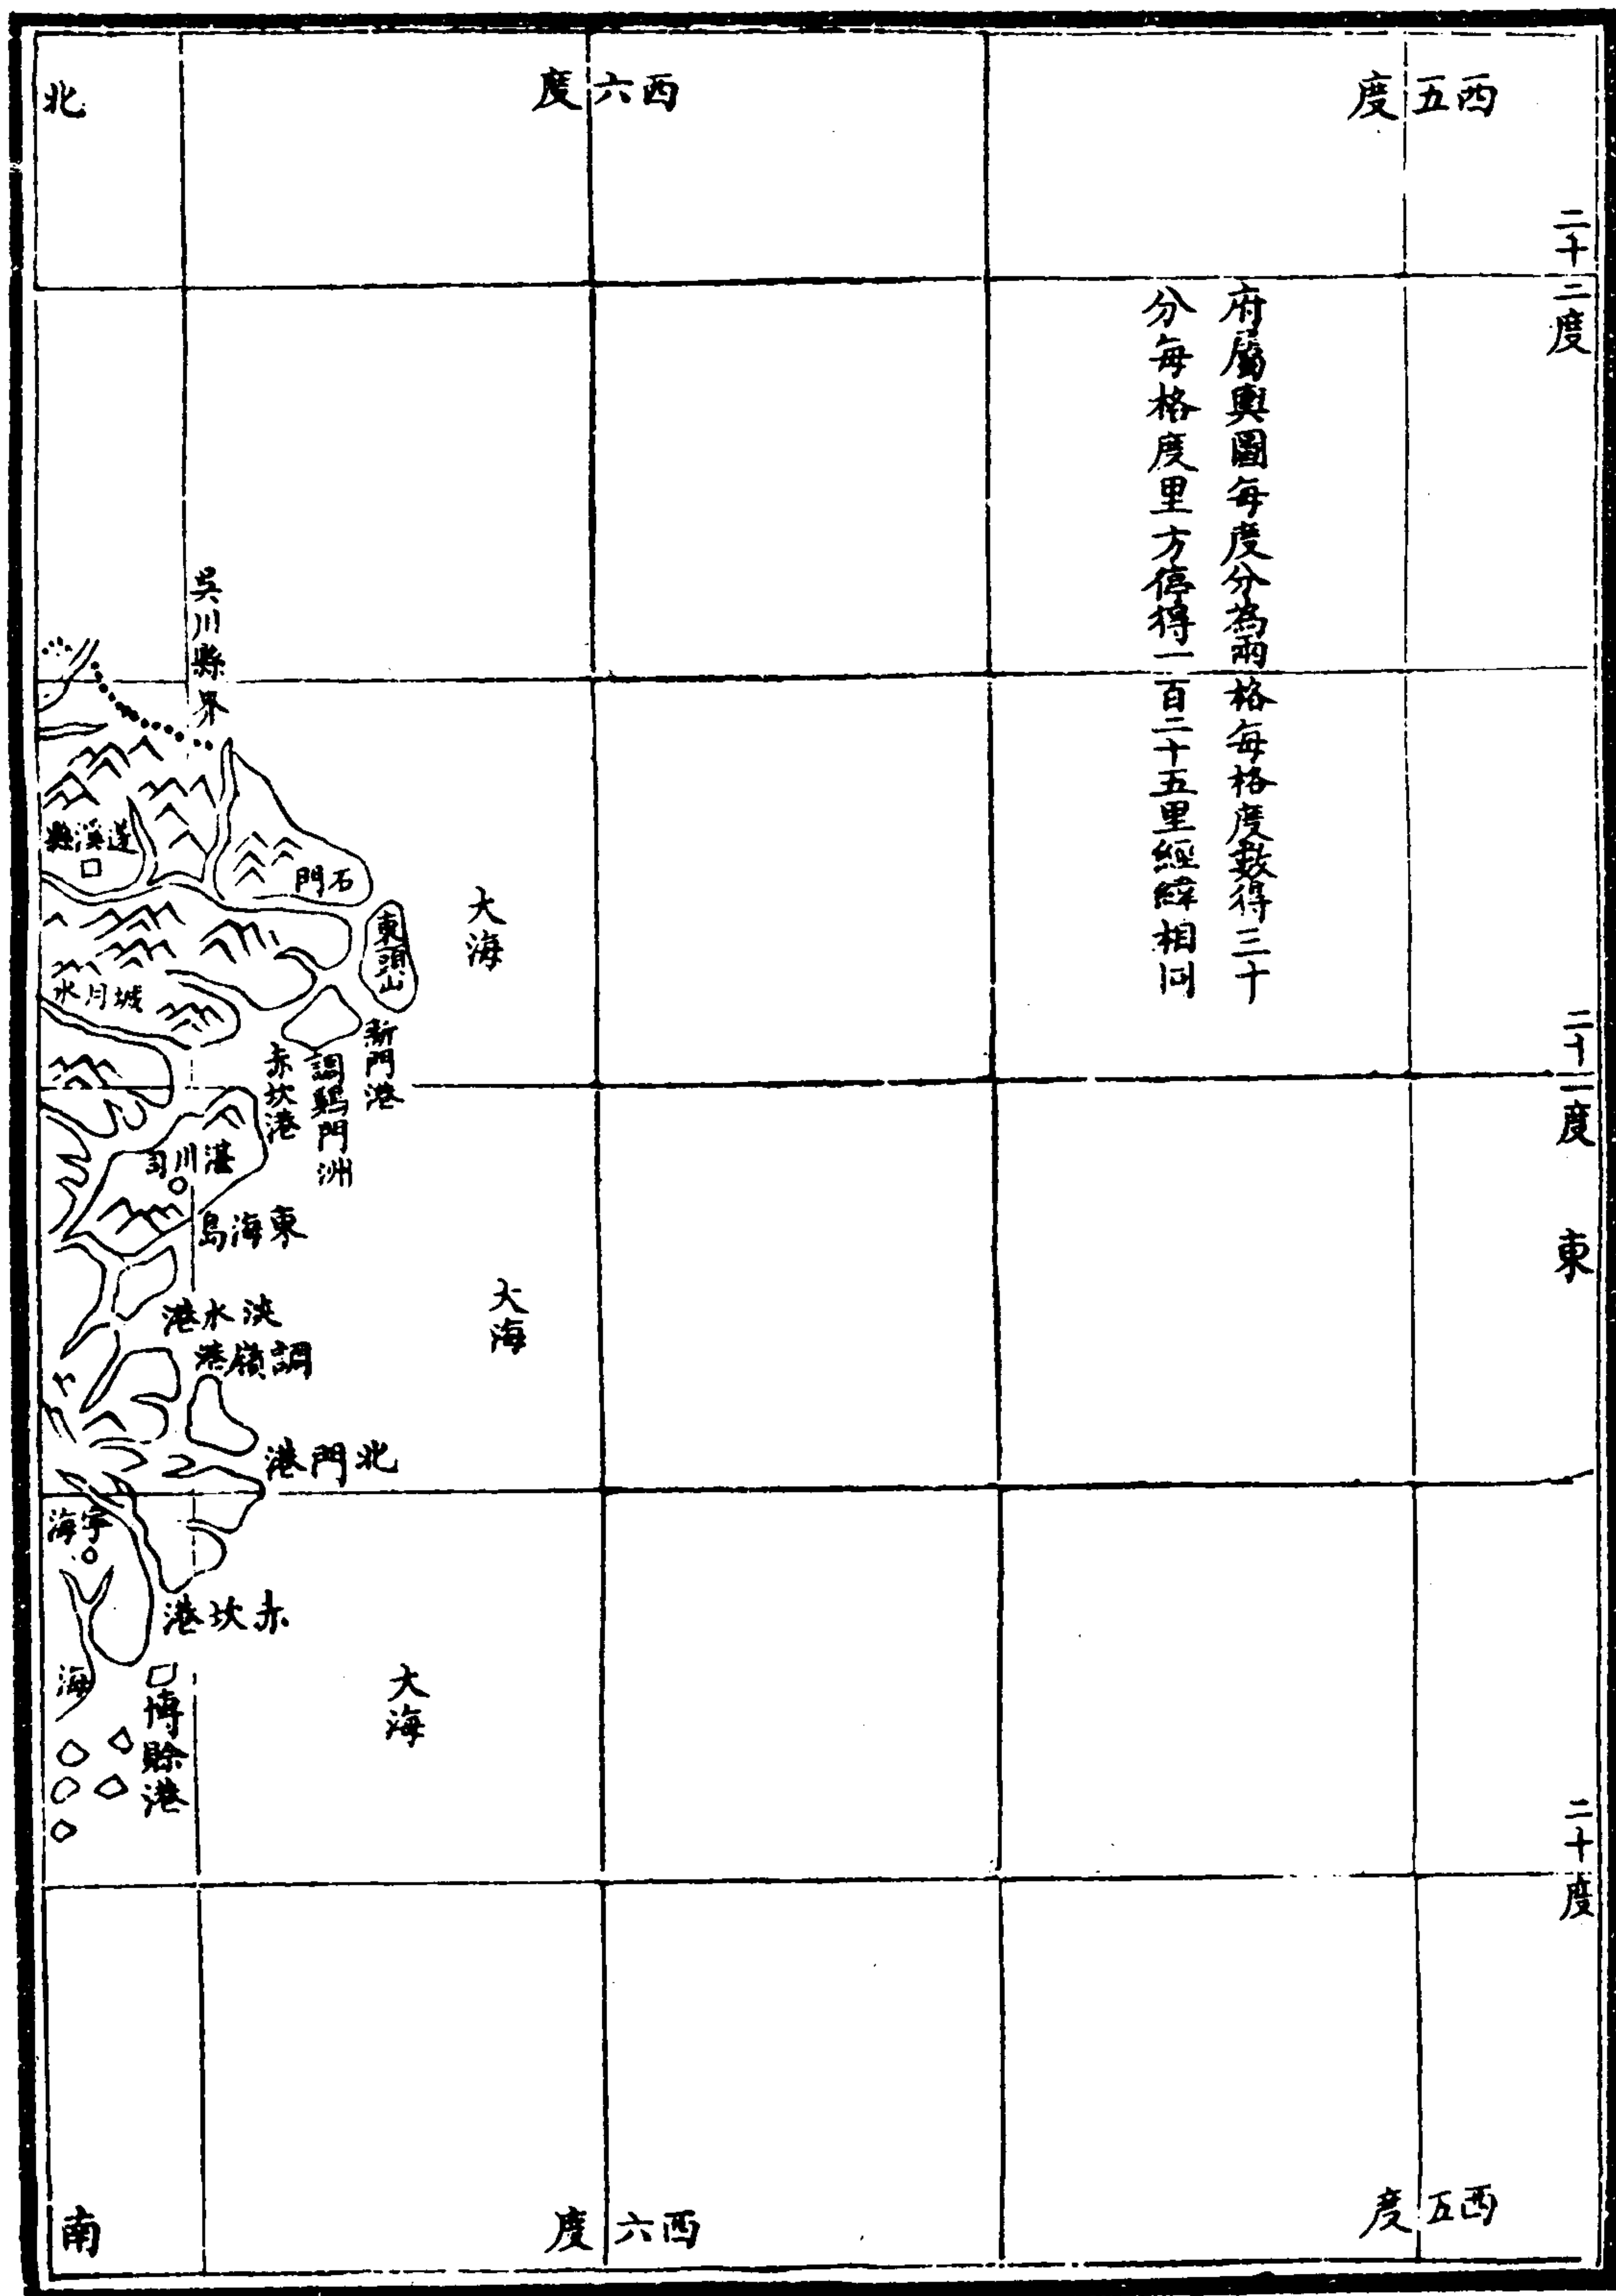 西五度
西六度
北
二十二度
二十一度
東
二十度
府屬輿圖每度分為兩格每格度數得三十
分每格度里方停得一百二十五里經緯相同
吳川縣界
遂溪縣
石門
東頭山
大海
城月水
新門港
調雞門洲
赤坎港
湛川司
東海島
大海
淡水港
調嶺港
北門港
寧海
赤坎港
海
博賒港
大海
西五度
西六度
南